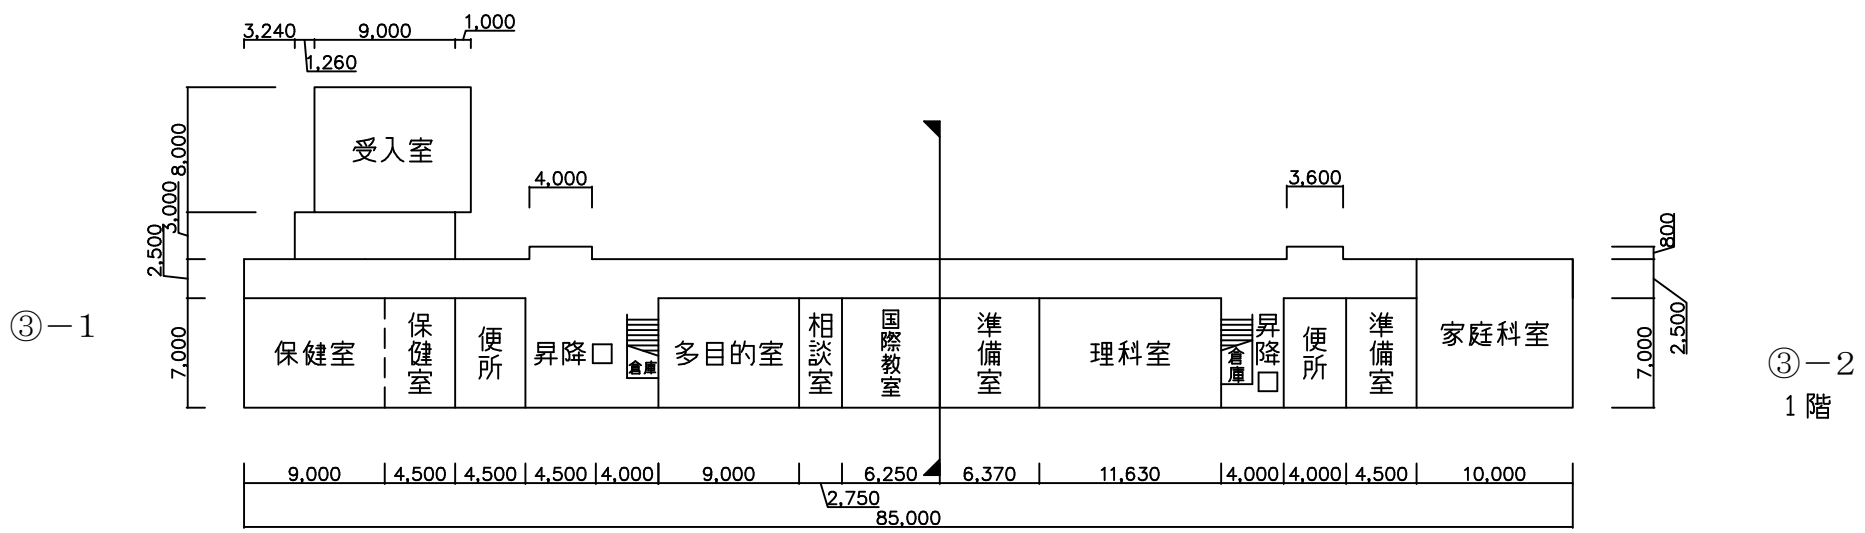 3,240
9,000
1,000
1,260
8,000
3,000
2,500
7,000
受入室
4,000
3,600
800
2,500
7,000
③－1
保健室
保健室
便所
昇降口
倉庫
多目的室
相談室
国際教室
準備室
理科室
倉庫
昇降口
便所
準備室
家庭科室
③－2
1階
9,000
4,500
4,500
4,500
4,000
9,000
2,750
6,250
6,370
11,630
4,000
4,000
4,500
10,000
85,000